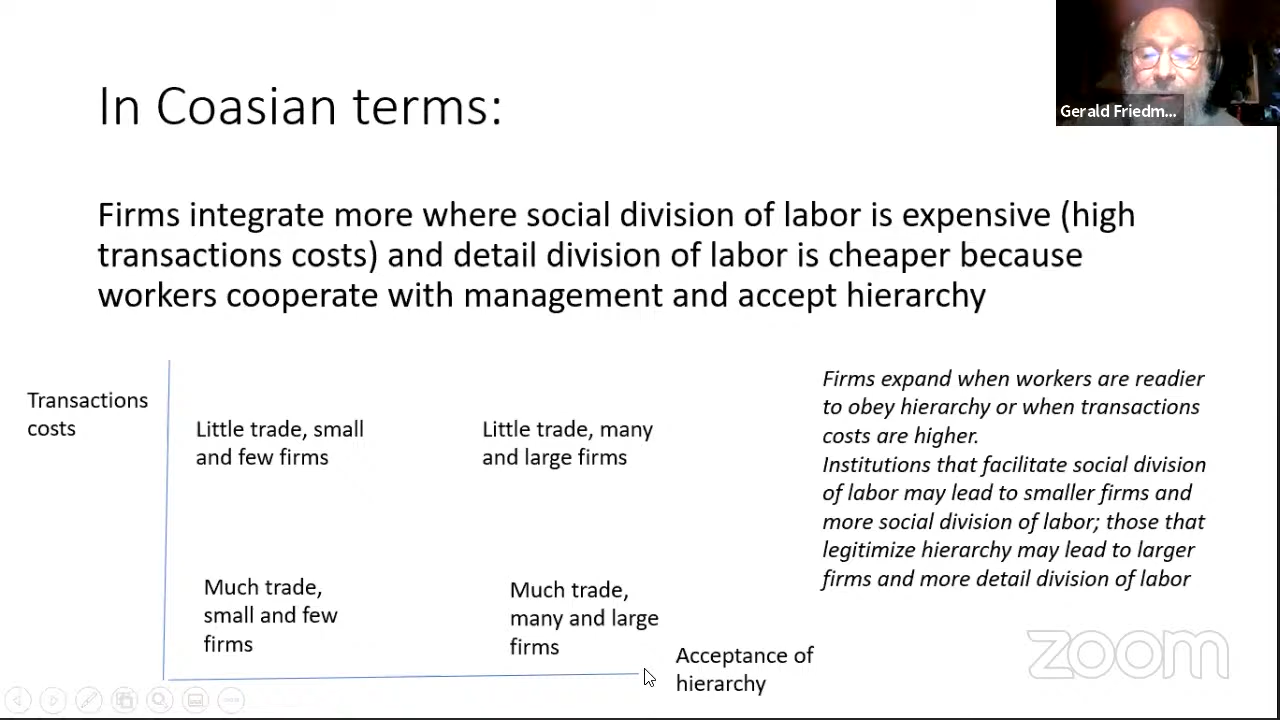 In Coasian terms:
Gerald Friedm...
Firms integrate more where social division of labor is expensive (high
transactions costs) and detail division of labor is cheaper because
workers cooperate with management and accept hierarchy
Transactions
costs
Little trade, small
and few firms
Little trade, many
and large firms
Much trade,
small and few
firms
Much trade,
many and large
firms
Acceptance of
hierarchy
Firms expand when workers are readier
to obey hierarchy or when transactions
costs are higher.
Institutions that facilitate social division
of labor may lead to smaller firms and
more social division of labor; those that
legitimize hierarchy may lead to larger
firms and more detail division of labor
zoom